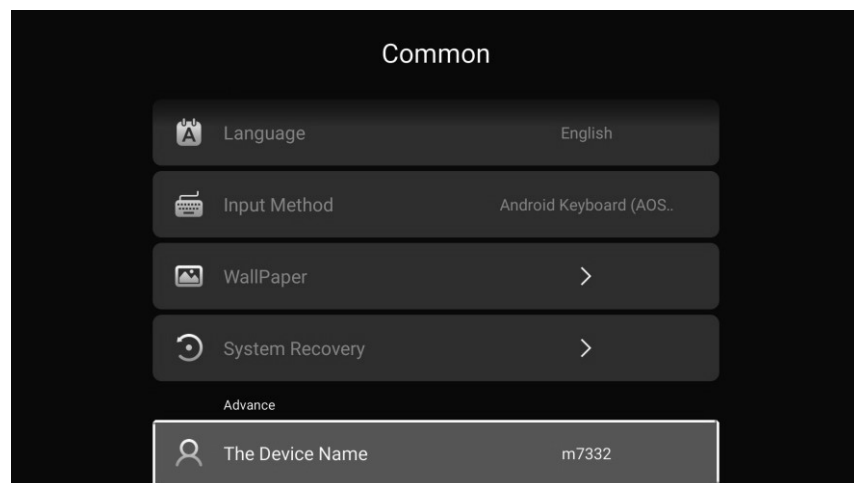 Common
Language English
Input Method Android Keyboard (AOS..
WallPaper
System Recovery
Advance
The Device Name m7332